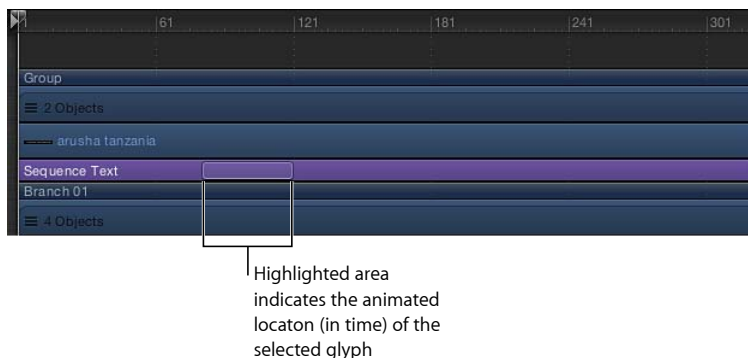 1 61 121 181 241 301
Group
2 Objects
arusha tanzania
Sequence Text
Branch 01
4 Objects
Highlighted area
indicates the animated
locaton (in time) of the
selected glyph